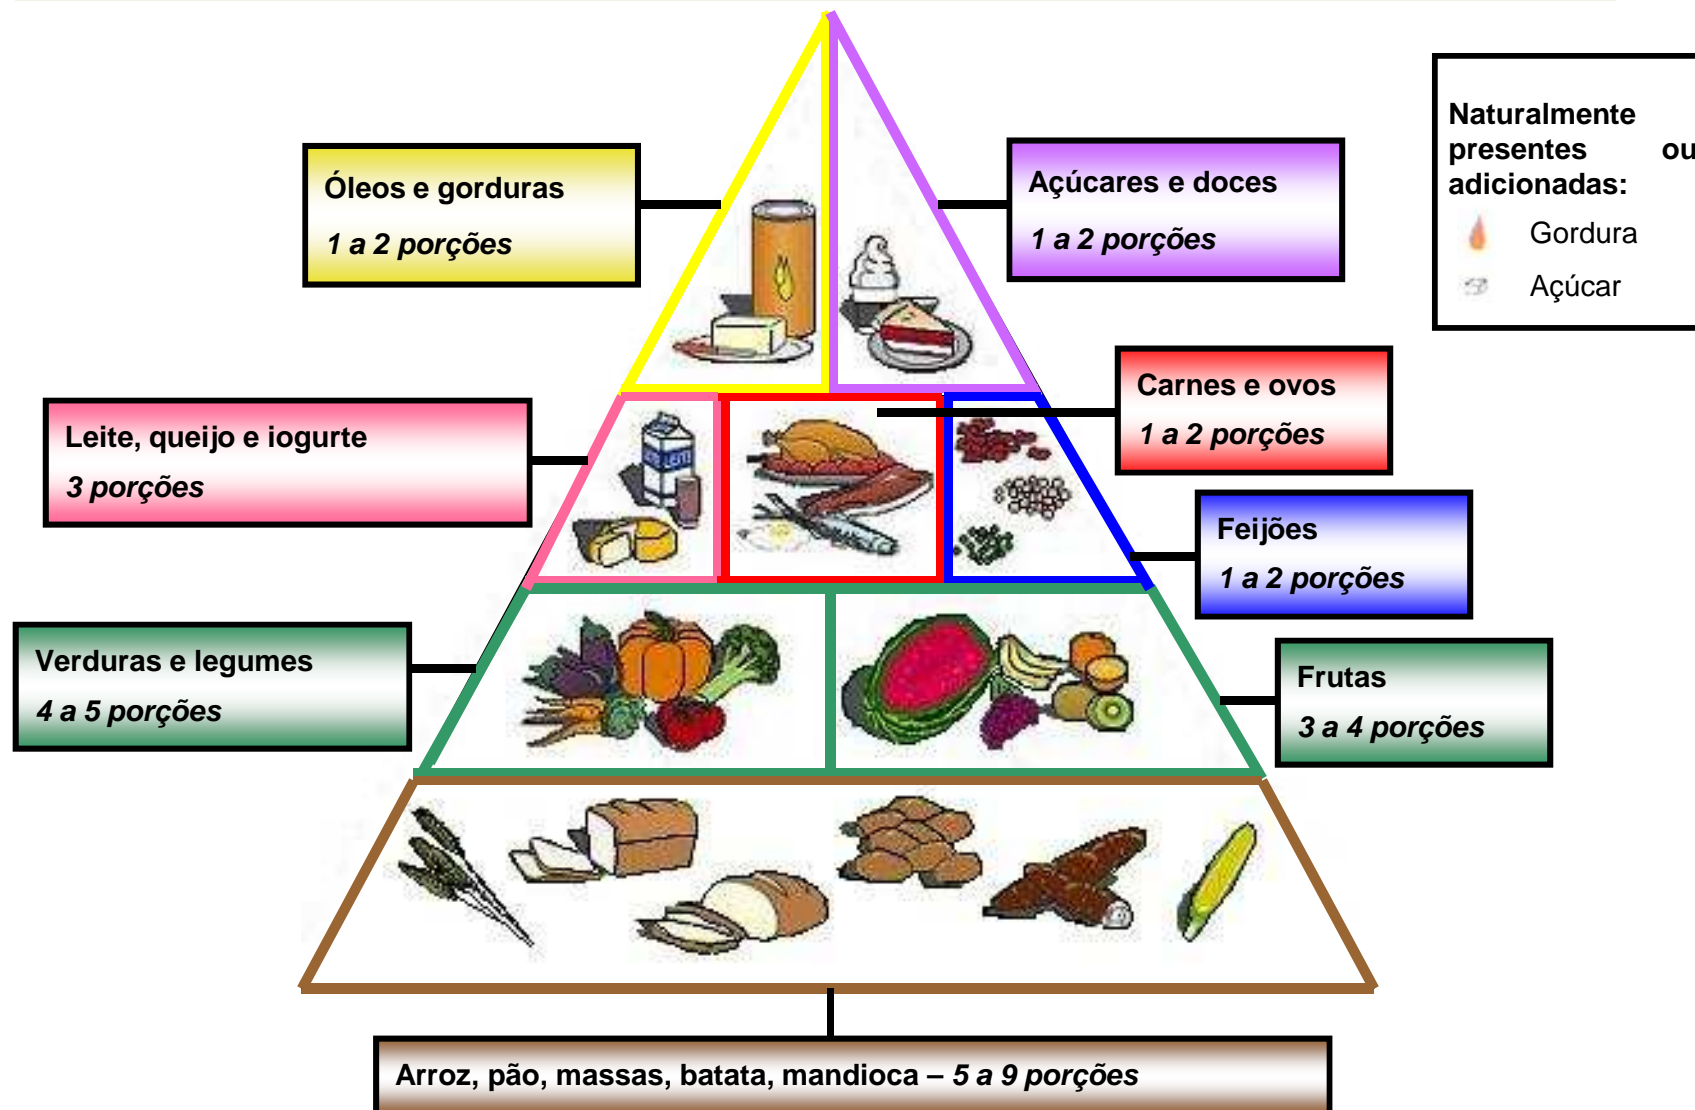 Naturalmente
presentes ou
adicionadas:
Gordura
Açúcar
Óleos e gorduras
1 a 2 porções
Açúcares e doces
1 a 2 porções
Carnes e ovos
1 a 2 porções
Leite, queijo e iogurte
3 porções
Feijões
1 a 2 porções
Verduras e legumes
4 a 5 porções
Frutas
3 a 4 porções
Arroz, pão, massas, batata, mandioca – 5 a 9 porções